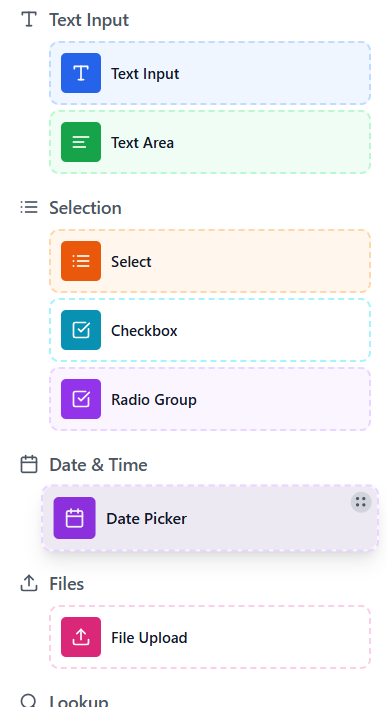 Text Input
Text Input
Text Area
Selection
Select
Checkbox
Radio Group
Date & Time
Date Picker
Files
File Upload
Lookup